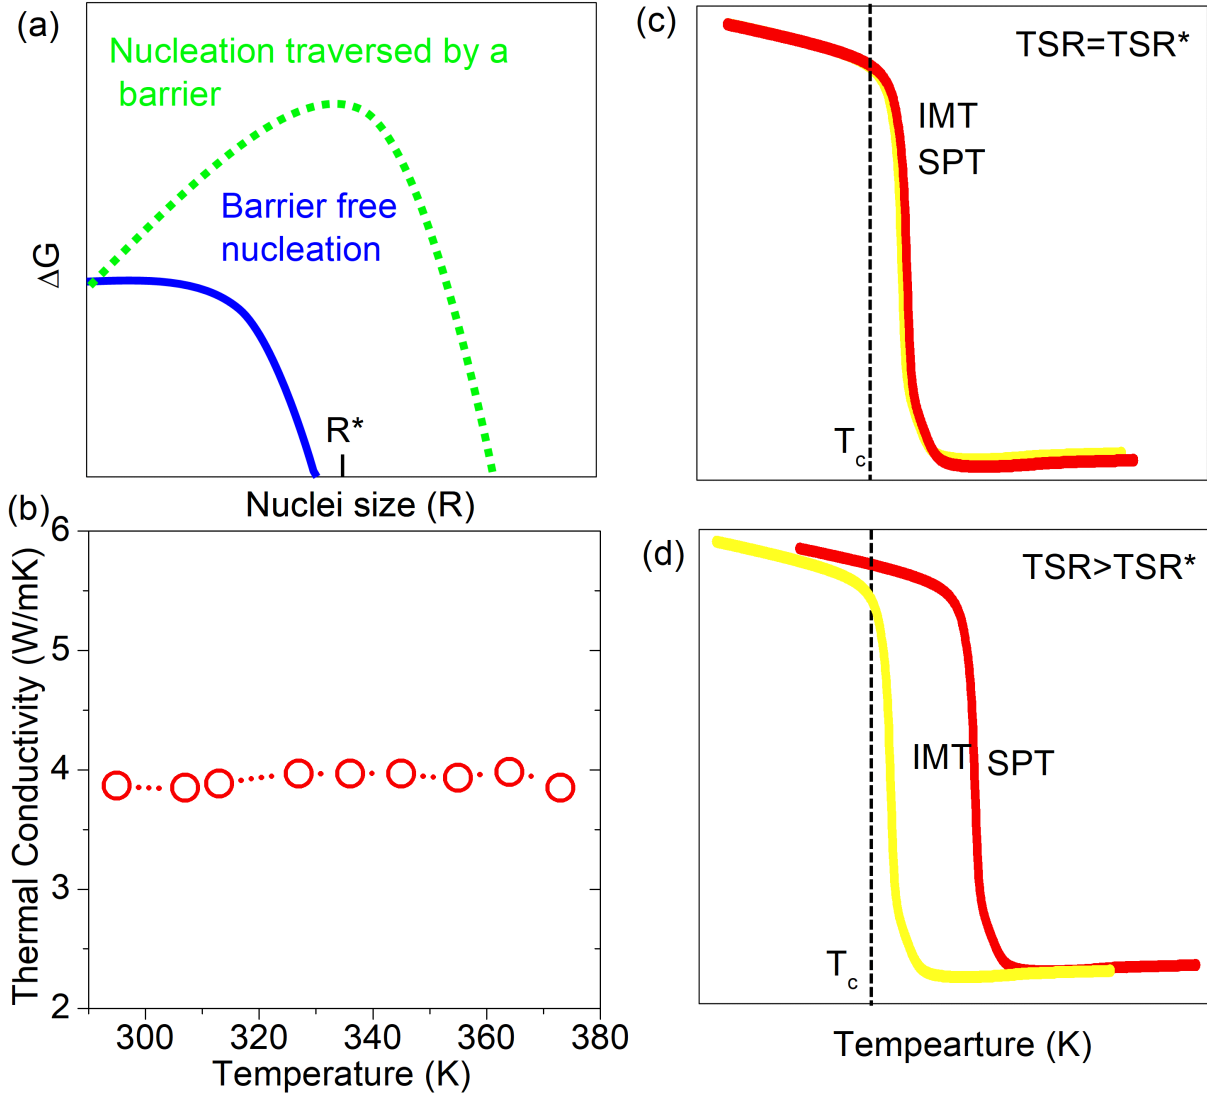 (a)
Nucleation traversed by a
barrier
Barrier free
nucleation
ΔG
R*
Nuclei size (R)
(b)
6
5
4
3
2
Thermal Conductivity (W/mK)
300
320
340
360
380
Temperature (K)
(c)
TSR=TSR*
IMT
SPT
Tc
(d)
TSR>TSR*
IMT
SPT
Tc
Tempearture (K)